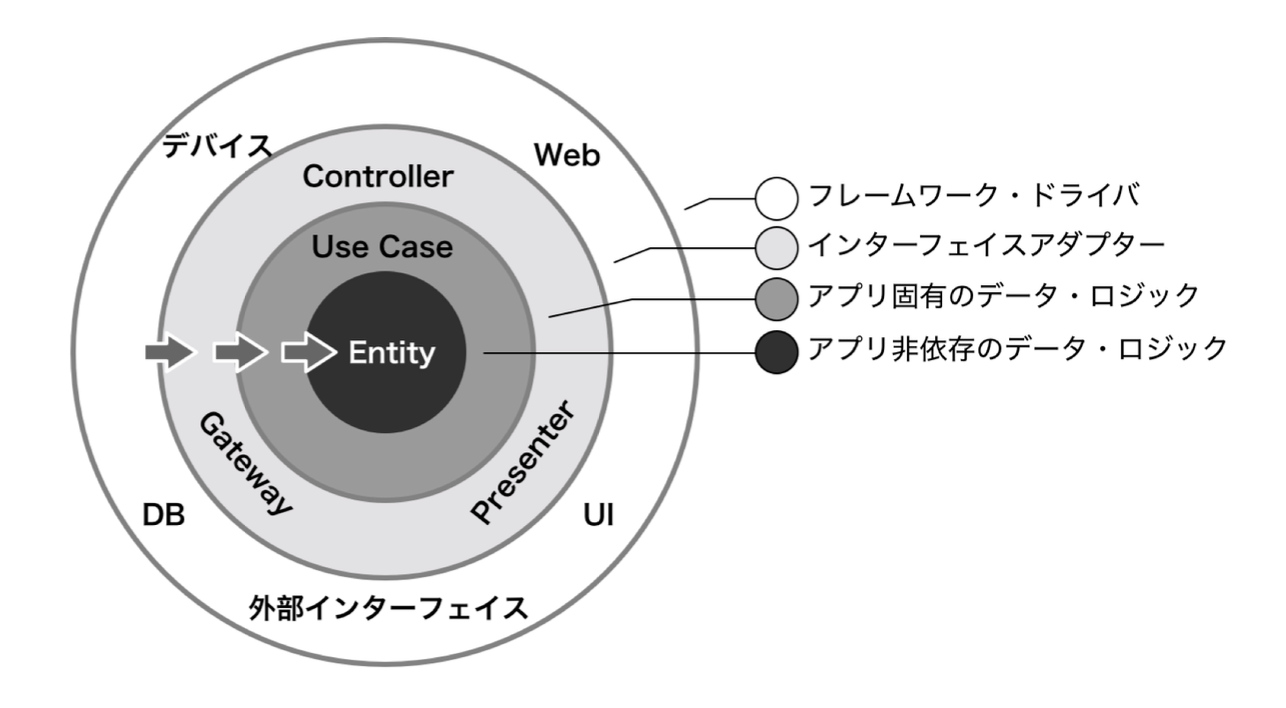 デバイス
Web
Controller
Use Case
Entity
Gateway
Presenter
DB
UI
外部インターフェイス
フレームワーク・ドライバ
インターフェイスアダプター
アプリ固有のデータ・ロジック
アプリ非依存のデータ・ロジック